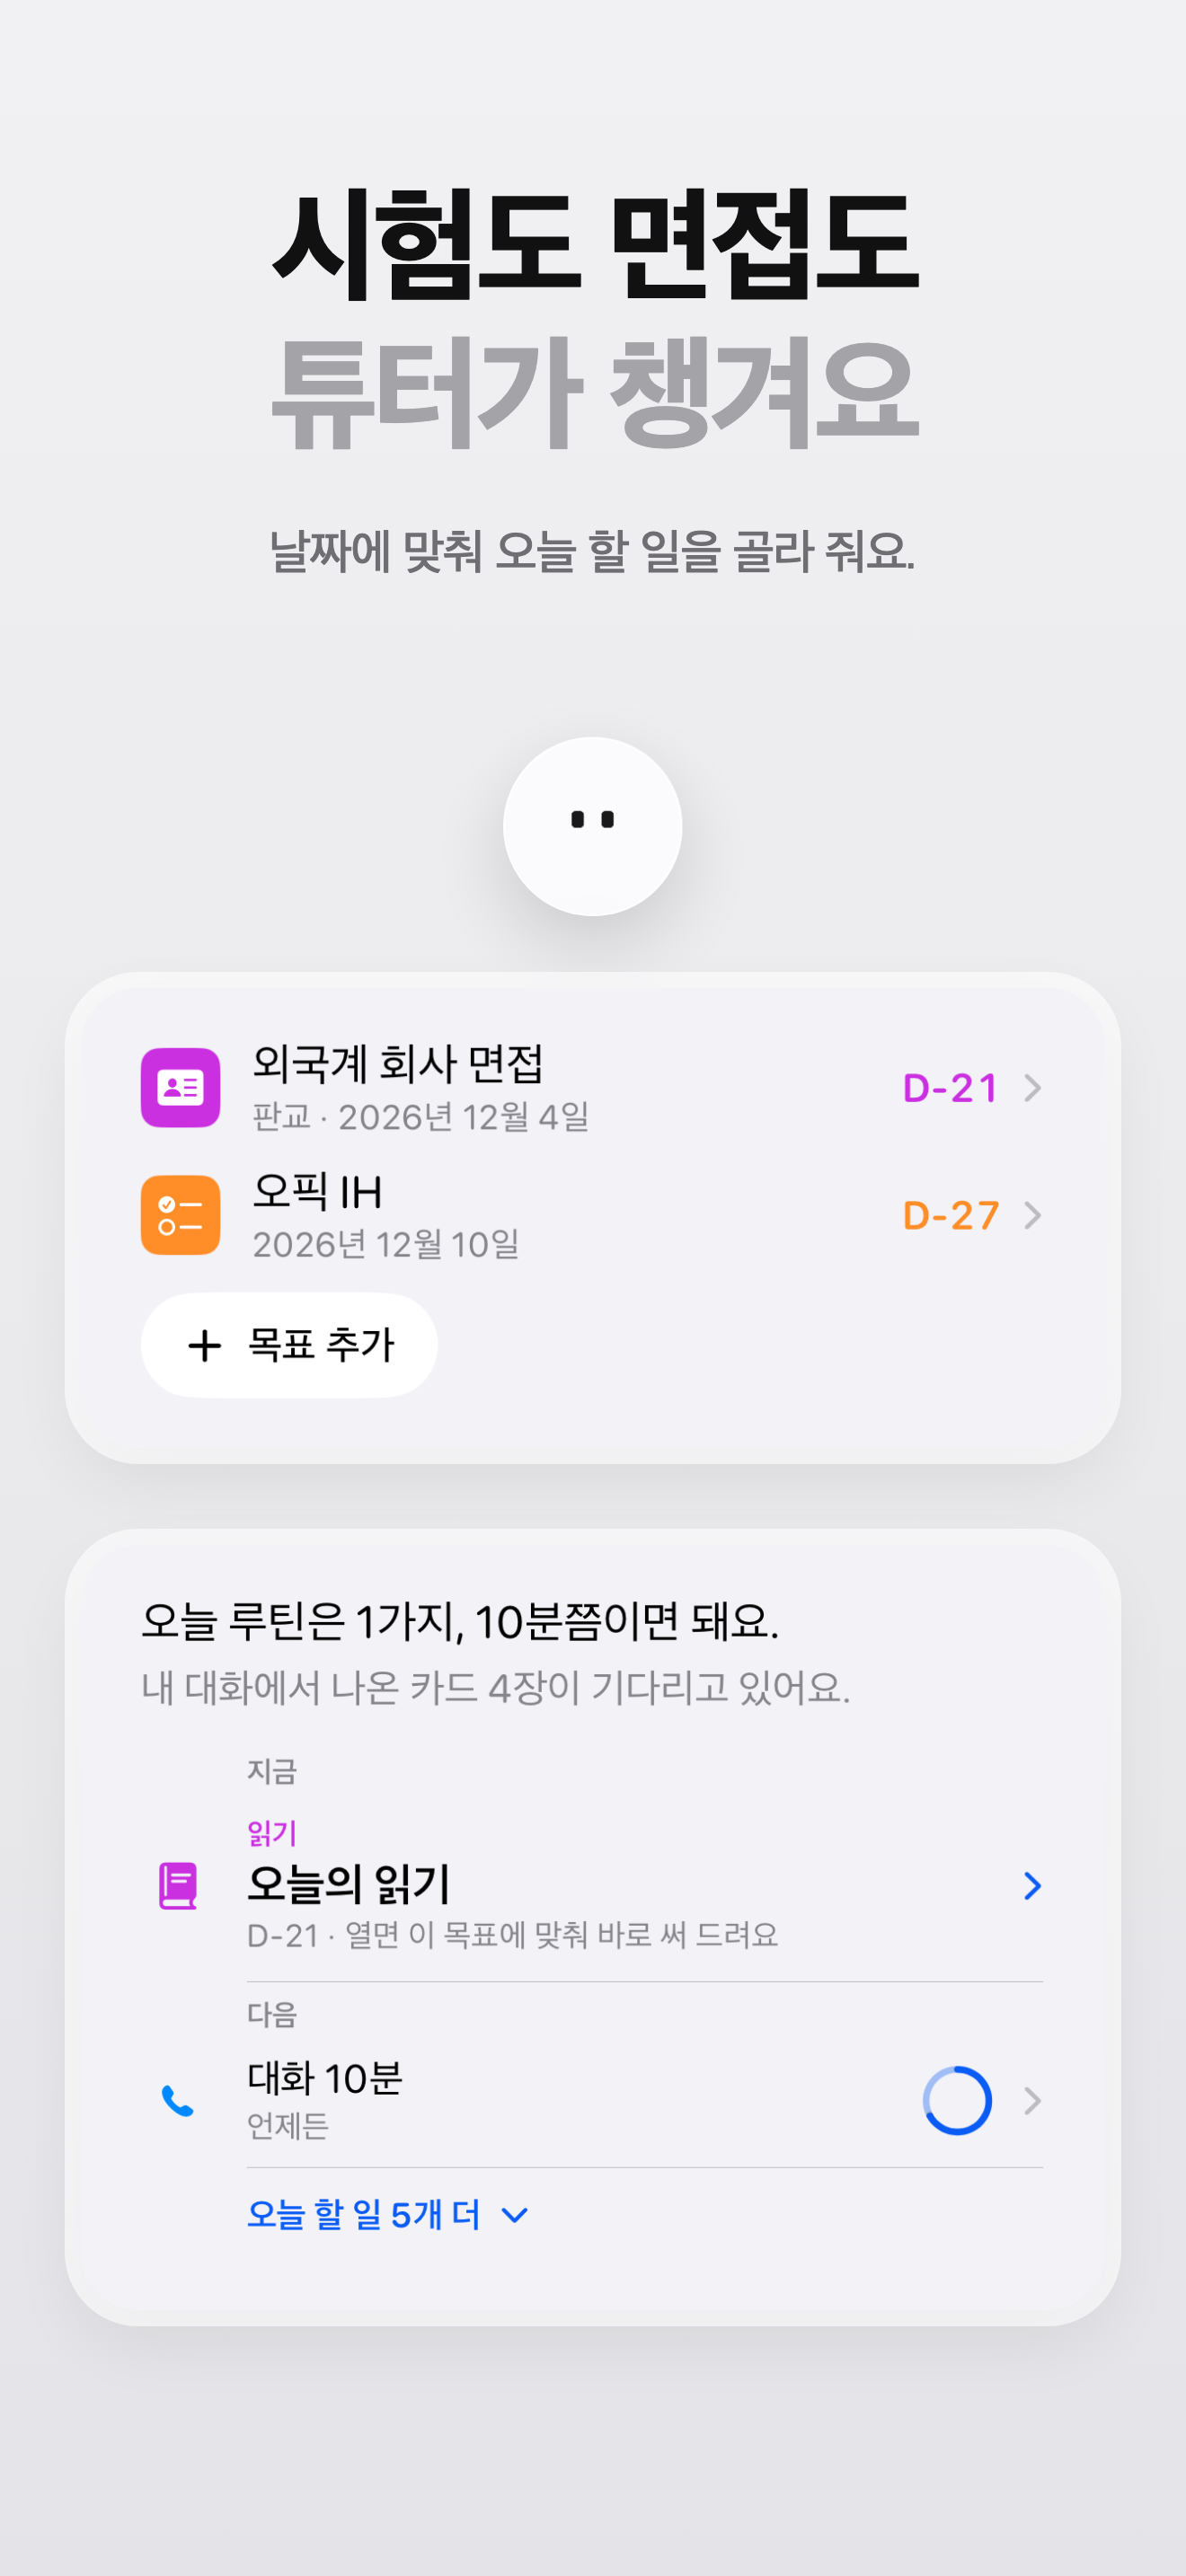 시험도 면접도
튜터가 챙겨요
날짜에 맞춰 오늘 할 일을 골라 줘요.
외국계 회사 면접
판교 · 2026년 12월 4일
D-21
오픽 IH
2026년 12월 10일
D-27
+ 목표 추가
오늘 루틴은 1가지, 10분쯤이면 돼요.
내 대화에서 나온 카드 4장이 기다리고 있어요.
지금
읽기
오늘의 읽기
D-21 · 열면 이 목표에 맞춰 바로 써 드려요
다음
대화 10분
언제든
오늘 할 일 5개 더